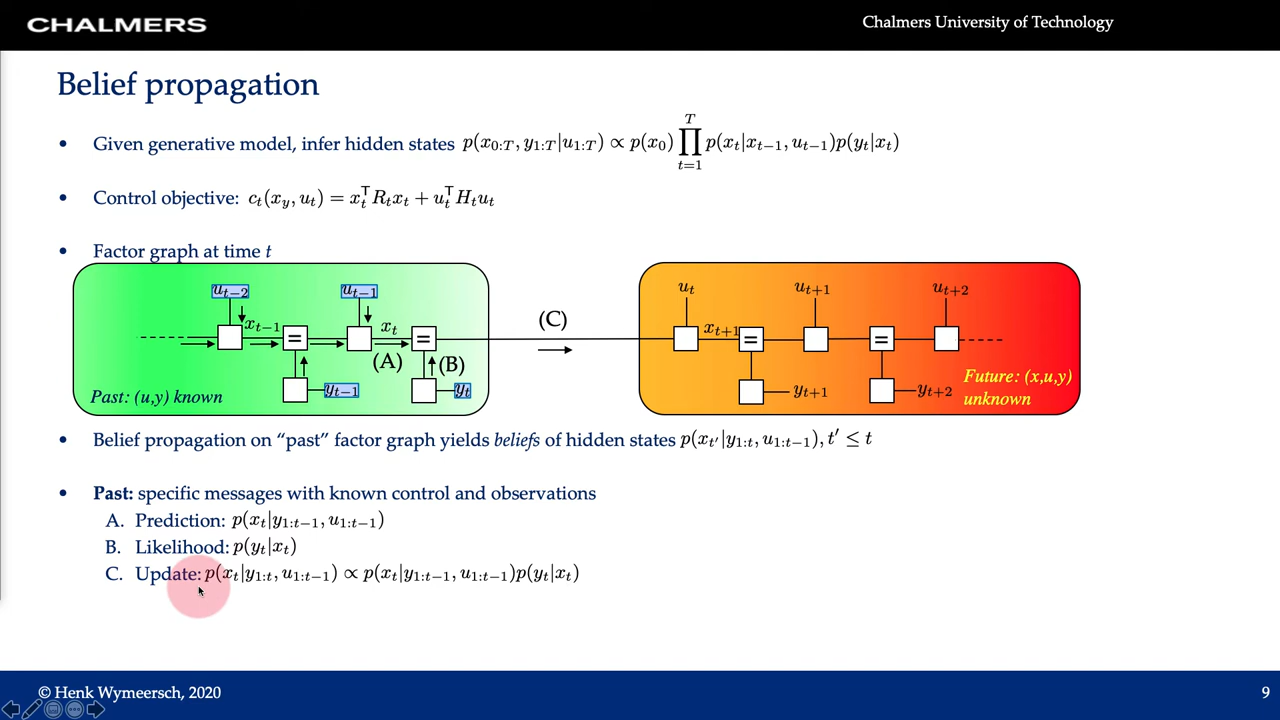 CHALMERS
Chalmers University of Technology
Belief propagation
• Given generative model, infer hidden states p(x_{0:T}, y_{1:T}|u_{1:T}) ∝ p(x_0) ∏_{t=1}^{T} p(x_t|x_{t−1}, u_{t−1})p(y_t|x_t)
• Control objective: c_t(x_y, u_t) = x_t^T R_t x_t + u_t^T H_t u_t
• Factor graph at time t
u_{t−2} u_{t−1} u_t u_{t+1} u_{t+2}
x_{t−1} x_t (C) x_{t+1}
= = = =
(A) (B)
y_{t−1} y_t y_{t+1} y_{t+2}
Past: (u,y) known
Future: (x,u,y)
unknown
• Belief propagation on “past” factor graph yields beliefs of hidden states p(x_{t′}|y_{1:t}, u_{1:t−1}), t′ ≤ t
• Past: specific messages with known control and observations
A. Prediction: p(x_t|y_{1:t−1}, u_{1:t−1})
B. Likelihood: p(y_t|x_t)
C. Update: p(x_t|y_{1:t}, u_{1:t−1}) ∝ p(x_t|y_{1:t−1}, u_{1:t−1})p(y_t|x_t)
© Henk Wymeersch, 2020
9